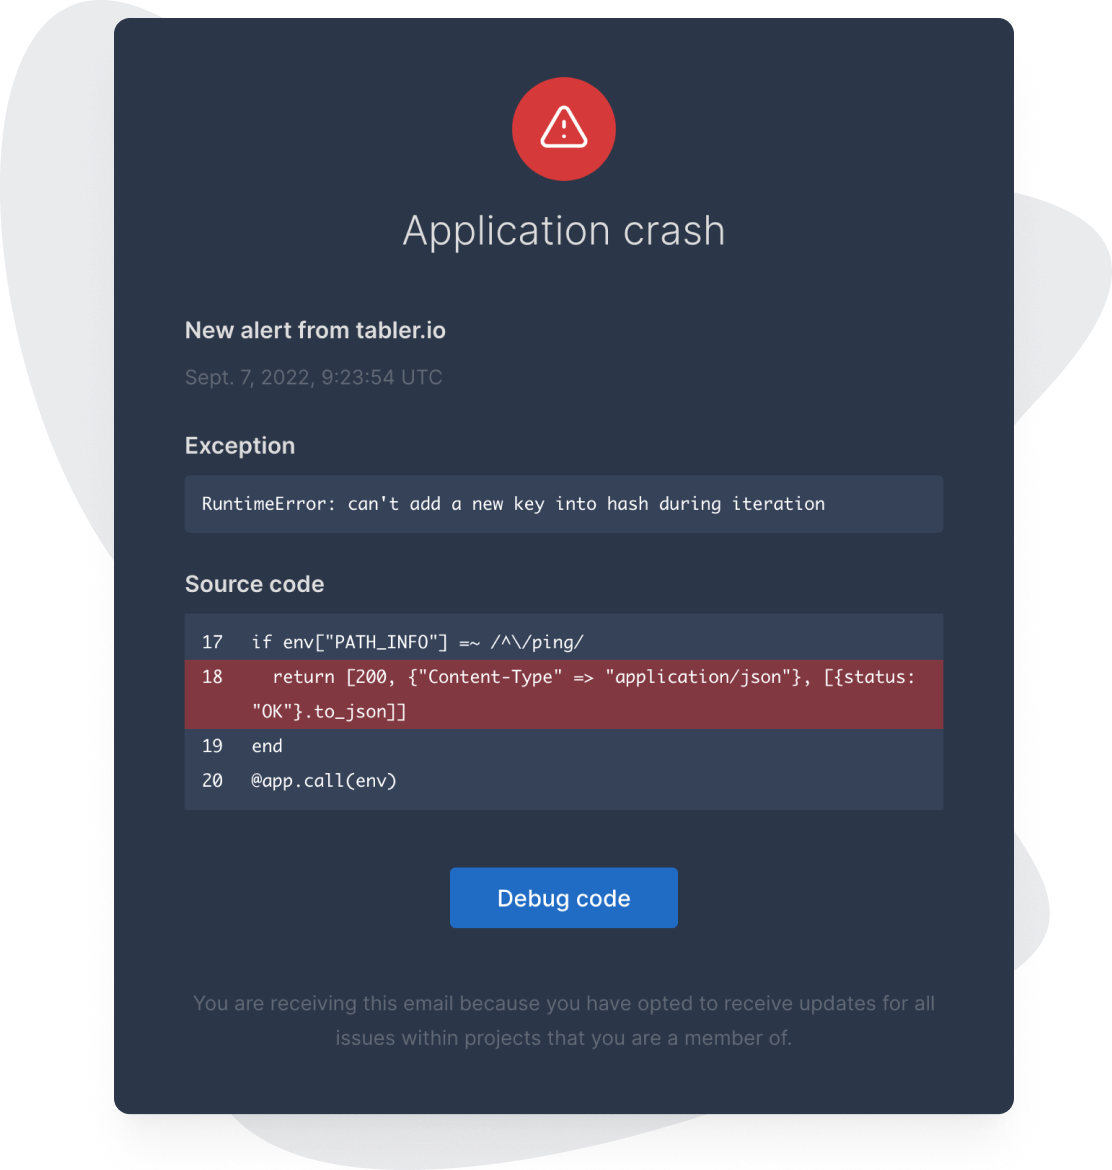 Application crash
New alert from tabler.io
Sept. 7, 2022, 9:23:54 UTC
Exception
RuntimeError: can't add a new key into hash during iteration
Source code
17 if env["PATH_INFO"] =~ /^\/ping/
18 return [200, {"Content-Type" => "application/json"}, [{status:
"OK"}.to_json]]
19 end
20 @app.call(env)
Debug code
You are receiving this email because you have opted to receive updates for all
issues within projects that you are a member of.